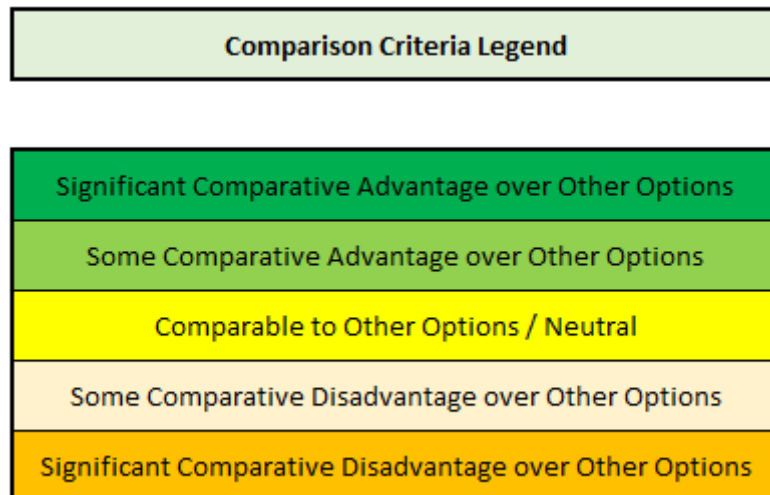 Comparison Criteria Legend
Significant Comparative Advantage over Other Options
Some Comparative Advantage over Other Options
Comparable to Other Options / Neutral
Some Comparative Disadvantage over Other Options
Significant Comparative Disadvantage over Other Options